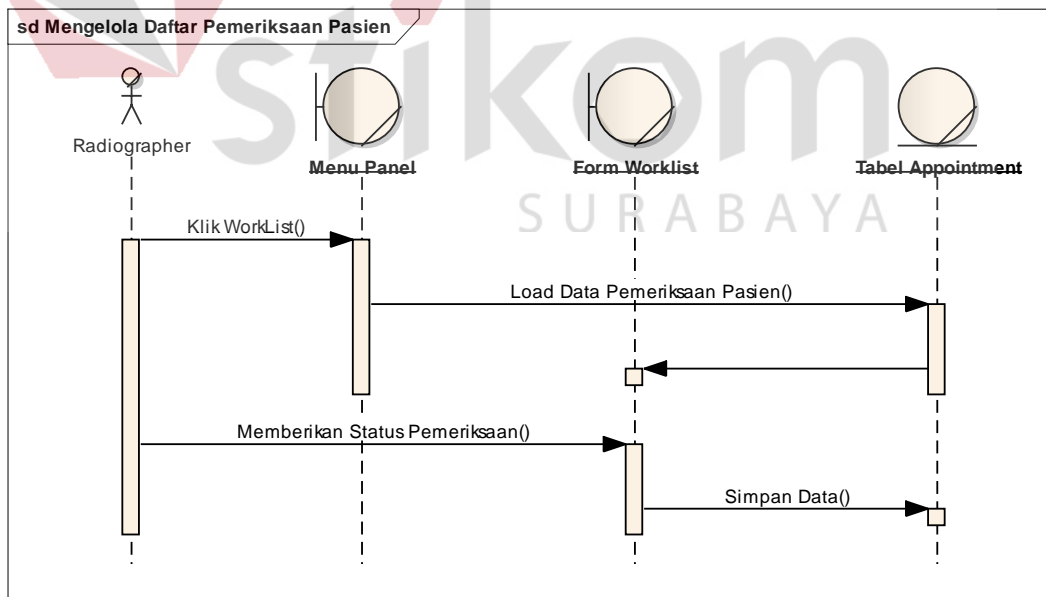 sd Mengelola Daftar Pemeriksaan Pasien
stikom
SURABAYA
Radiographer
Menu Panel
Form Worklist
Tabel Appointment
Klik WorkList()
Load Data Pemeriksaan Pasien()
Memberikan Status Pemeriksaan()
Simpan Data()